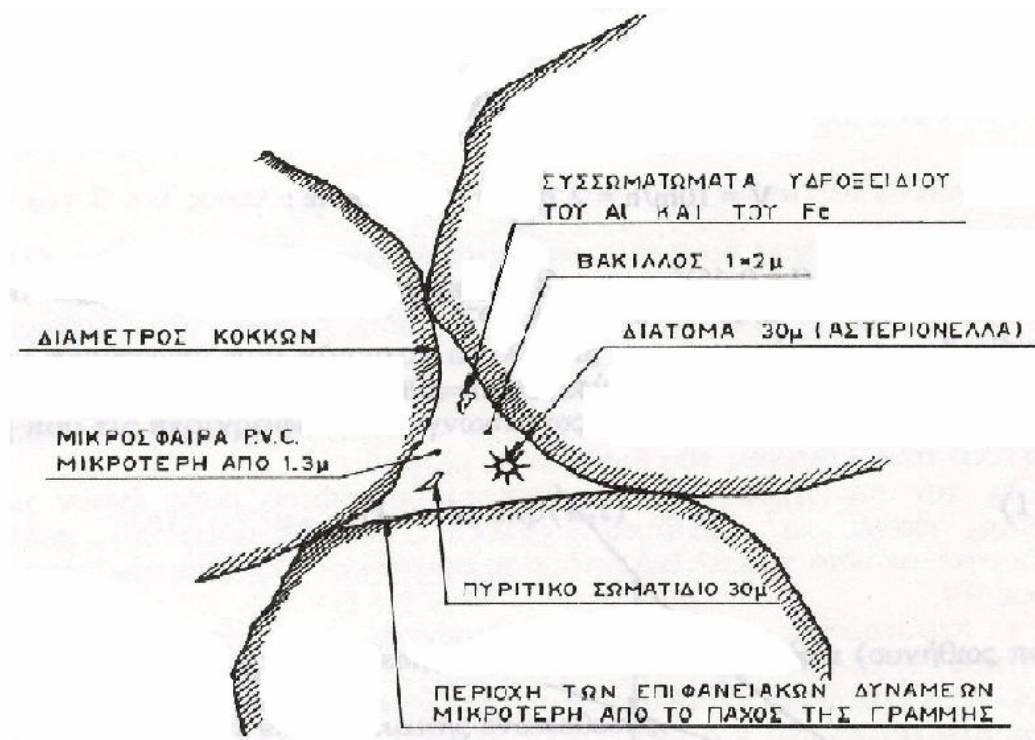 ΣΥΣΣΩΜΑΤΩΜΑΤΑ ΥΔΡΟΞΕΙΔΙΟΥ
ΤΟΥ Al ΚΑΙ ΤΟΥ Fe
ΒΑΚΙΛΛΟΣ 1=2μ
ΔΙΑΜΕΤΡΟΣ ΚΟΚΚΩΝ
ΔΙΑΤΟΜΑ 30μ (ΑΣΤΕΡΙΟΝΕΛΛΑ)
ΜΙΚΡΟΣΦΑΙΡΑ P.V.C.
ΜΙΚΡΟΤΕΡΗ ΑΠΟ 1.3μ
ΠΥΡΙΤΙΚΟ ΣΩΜΑΤΙΔΙΟ 30μ
ΠΕΡΙΟΧΗ ΤΩΝ ΕΠΙΦΑΝΕΙΑΚΩΝ ΔΥΝΑΜΕΩΝ
ΜΙΚΡΟΤΕΡΗ ΑΠΟ ΤΟ ΠΑΧΟΣ ΤΗΣ ΓΡΑΜΜΗΣ